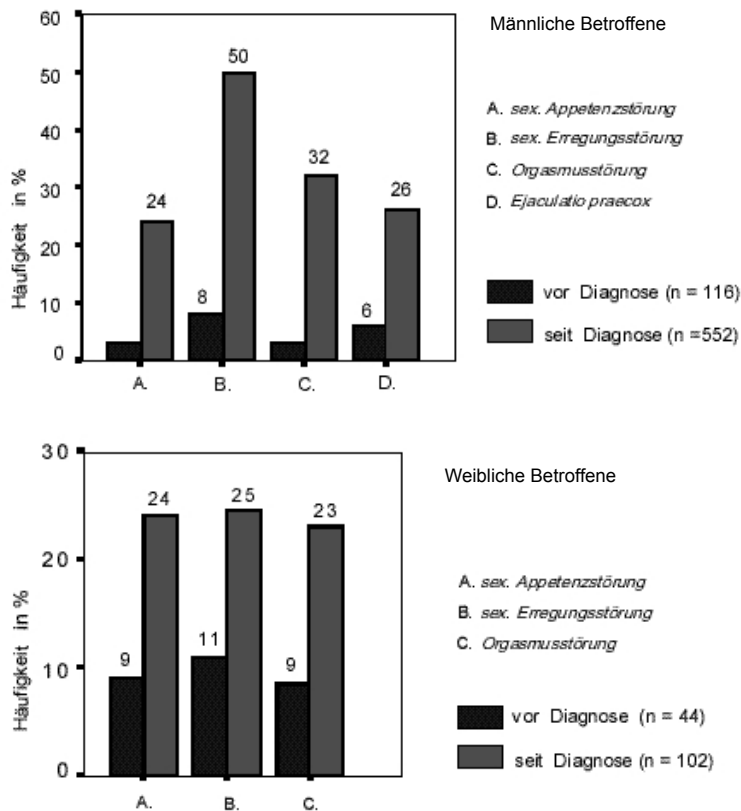 Männliche Betroffene
60
50
40
30
20
10
0
Häufigkeit in %
24
8
50
32
6
26
A.
B.
C.
D.
A. sex. Appetenzstörung
B. sex. Erregungsstörung
C. Orgasmusstörung
D. Ejaculatio praecox
vor Diagnose (n = 116)
seit Diagnose (n =552)
Weibliche Betroffene
30
20
10
0
Häufigkeit in %
9
24
11
25
9
23
A.
B.
C.
A. sex. Appetenzstörung
B. sex. Erregungsstörung
C. Orgasmusstörung
vor Diagnose (n = 44)
seit Diagnose (n = 102)